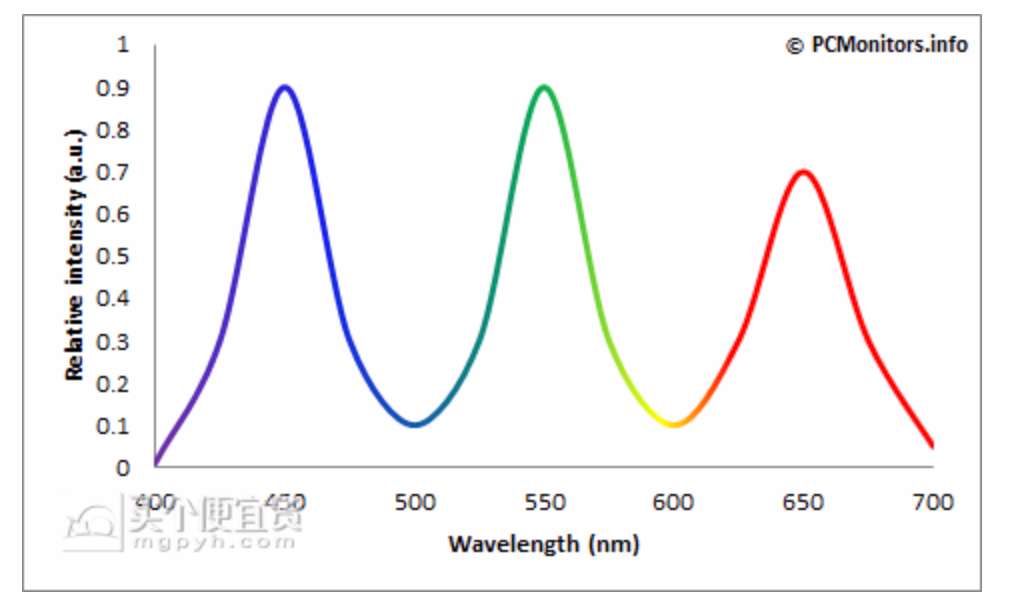 © PCMonitors.info
Relative intensity (a.u.)
1
0.9
0.8
0.7
0.6
0.5
0.4
0.3
0.2
0.1
0
400 450 500 550 600 650 700
Wavelength (nm)
买个便宜货
mgpyh.com